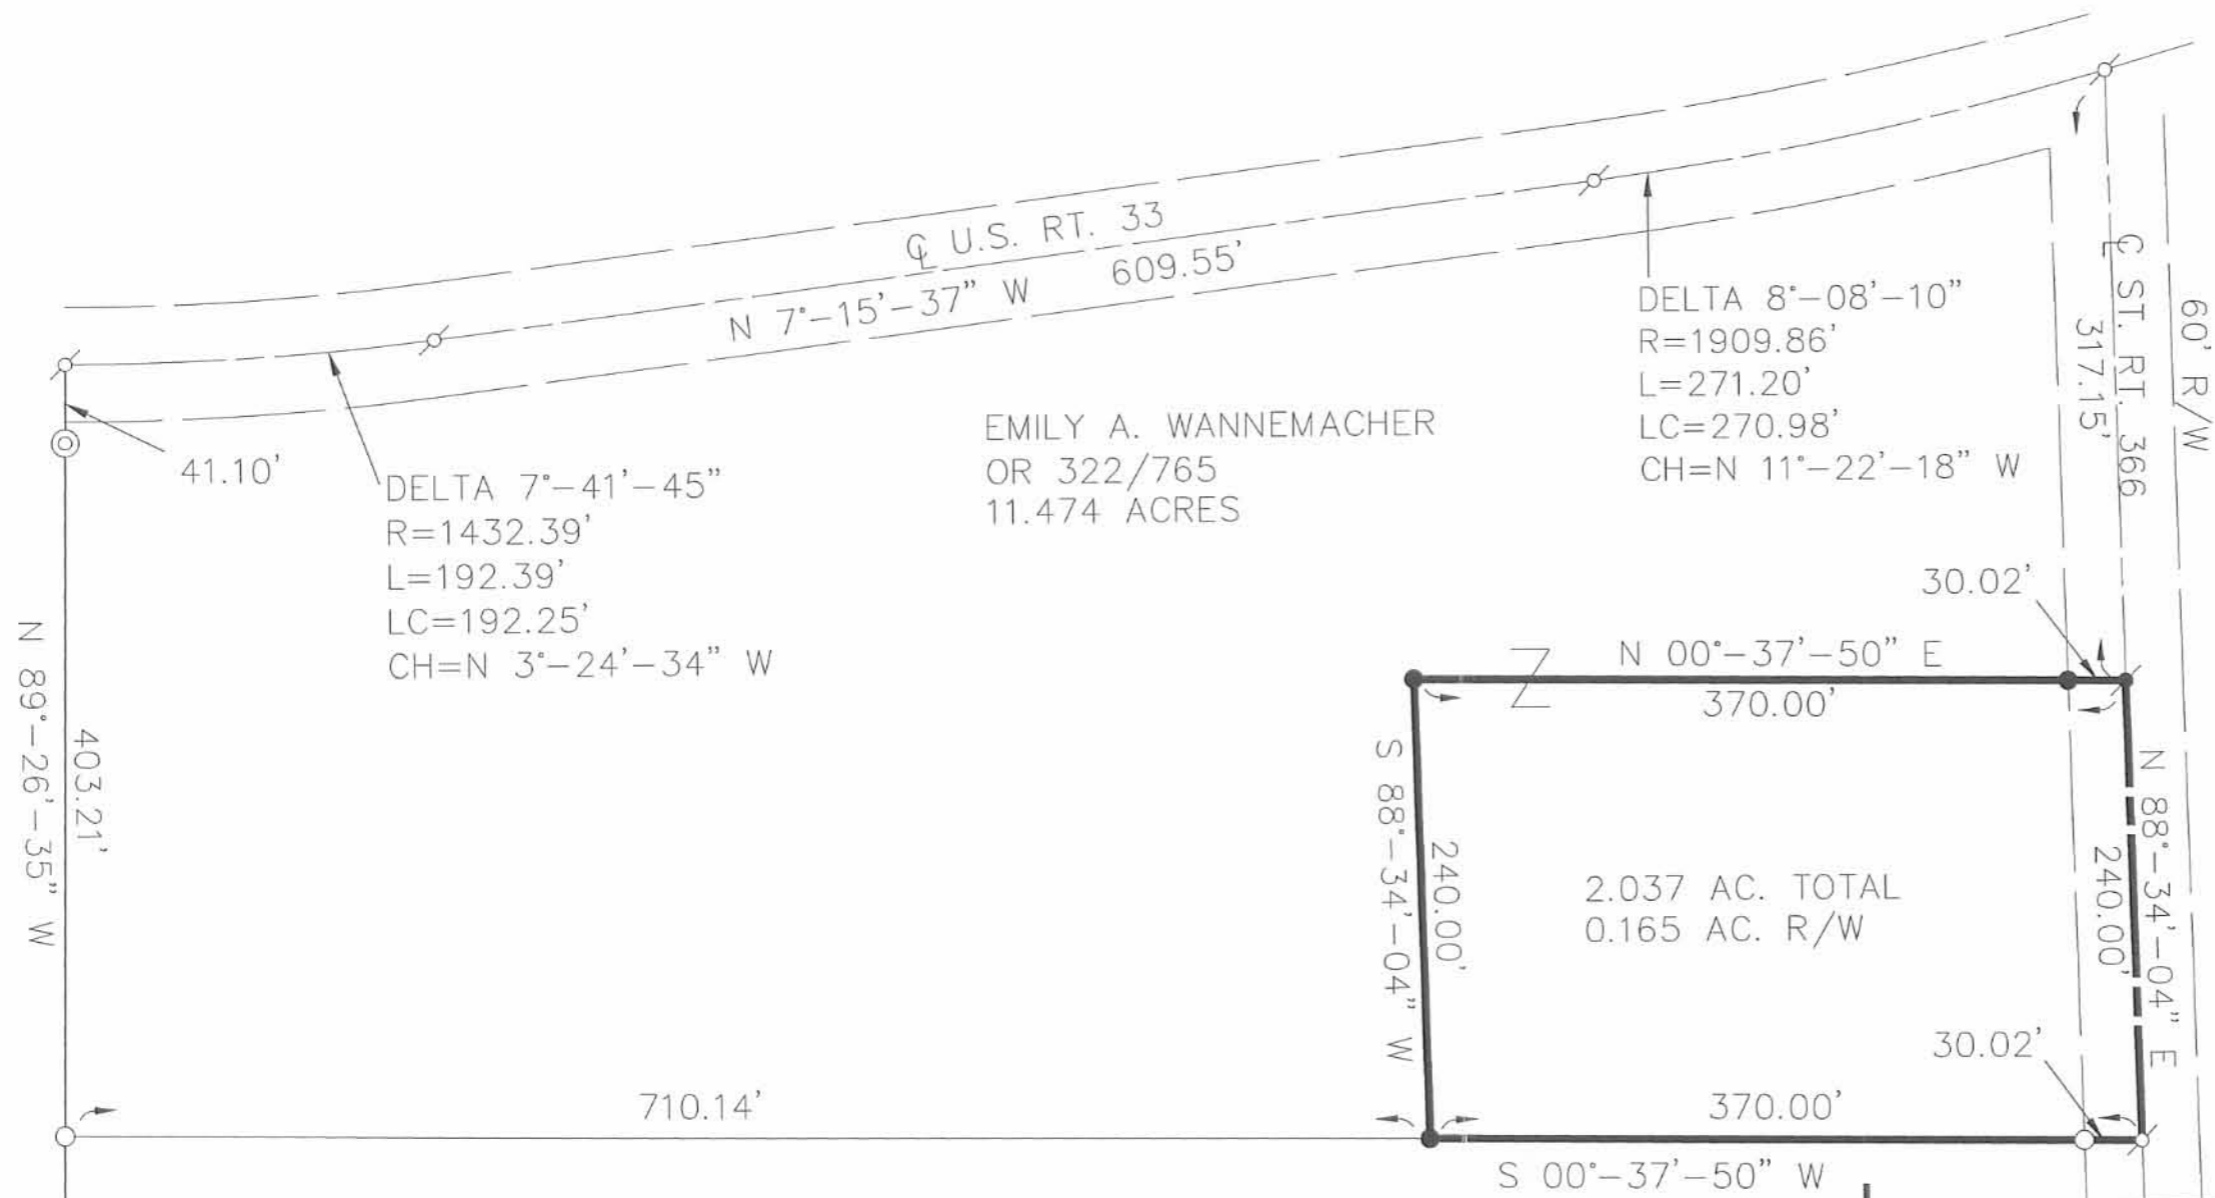 ℄ U.S. RT. 33
N 7°-15'-37" W 609.55'
41.10'
DELTA 7°-41'-45"
R=1432.39'
L=192.39'
LC=192.25'
CH=N 3°-24'-34" W
EMILY A. WANNEMACHER
OR 322/765
11.474 ACRES
DELTA 8°-08'-10"
R=1909.86'
L=271.20'
LC=270.98'
CH=N 11°-22'-18" W
℄ ST. RT. 366
317.15'
60' R/W
30.02'
N 00°-37'-50" E
370.00'
N 89°-26'-35" W
403.21'
S 88°-34'-04" W
240.00'
2.037 AC. TOTAL
0.165 AC. R/W
N 88°-34'-04" E
240.00'
30.02'
710.14'
370.00'
S 00°-37'-50" W